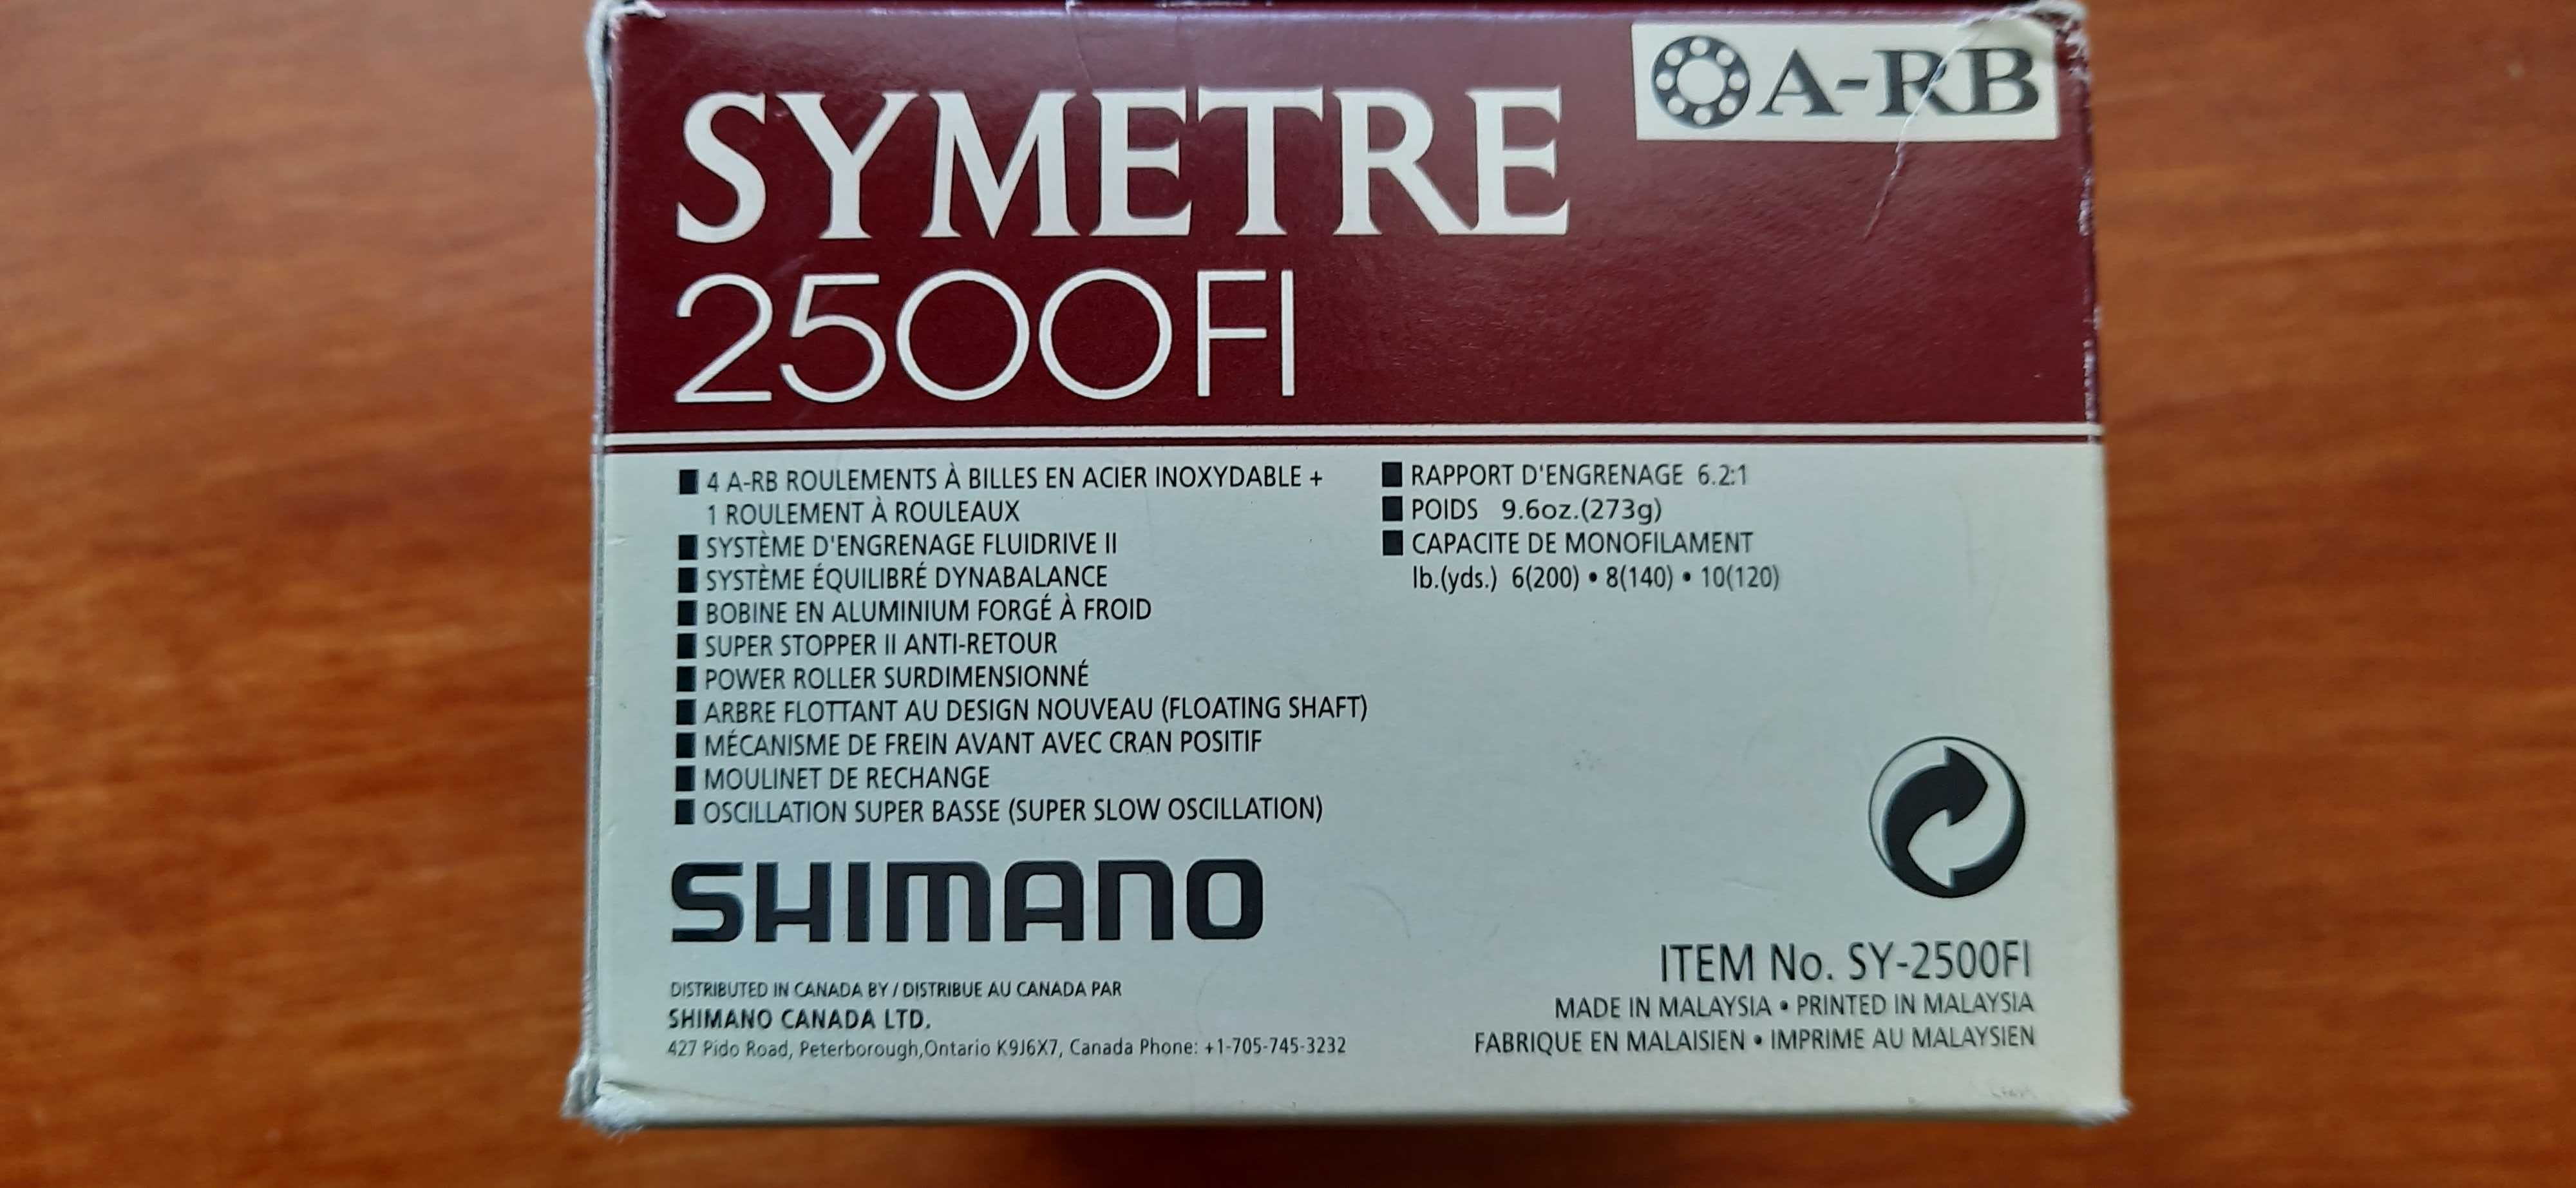 A-RB
SYMETRE
2500FI
4 A-RB ROULEMENTS À BILLES EN ACIER INOXYDABLE +
1 ROULEMENT À ROULEAUX
SYSTÈME D'ENGRENAGE FLUIDRIVE II
SYSTÈME ÉQUILIBRÉ DYNABALANCE
BOBINE EN ALUMINIUM FORGÉ À FROID
SUPER STOPPER II ANTI-RETOUR
POWER ROLLER SURDIMENSIONNÉ
ARBRE FLOTTANT AU DESIGN NOUVEAU (FLOATING SHAFT)
MÉCANISME DE FREIN AVANT AVEC CRAN POSITIF
MOULINET DE RECHANGE
OSCILLATION SUPER BASSE (SUPER SLOW OSCILLATION)
RAPPORT D'ENGRENAGE 6.2:1
POIDS 9.6oz.(273g)
CAPACITE DE MONOFILAMENT
lb.(yds.) 6(200) • 8(140) • 10(120)
SHIMANO
DISTRIBUTED IN CANADA BY / DISTRIBUE AU CANADA PAR
SHIMANO CANADA LTD.
427 Pido Road, Peterborough,Ontario K9J6X7, Canada Phone: +1-705-745-3232
ITEM No. SY-2500FI
MADE IN MALAYSIA • PRINTED IN MALAYSIA
FABRIQUE EN MALAISIEN • IMPRIME AU MALAYSIEN